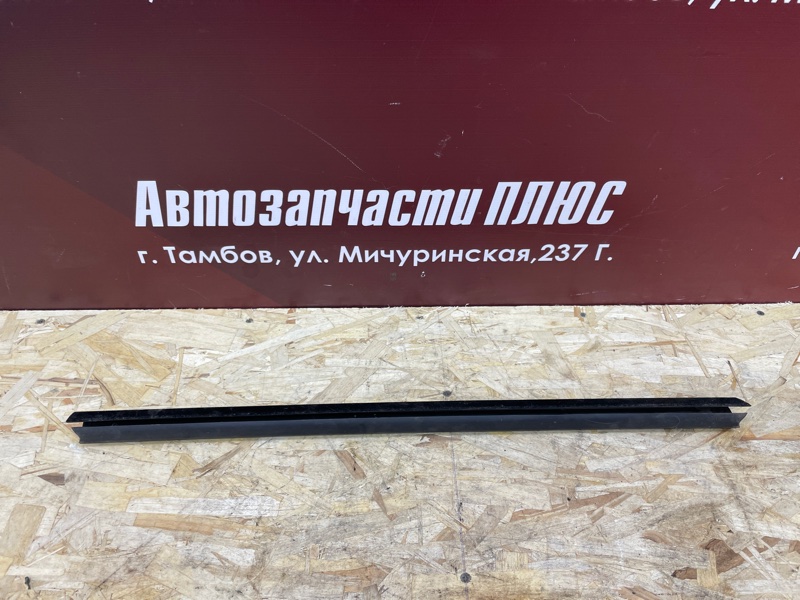 Автозапчасти ПЛЮС
г. Тамбов, ул. Мичуринская,237 Г.